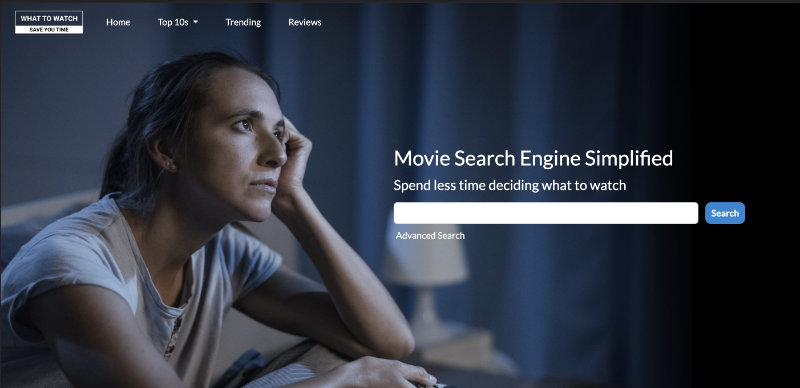 WHAT TO WATCH
SAVE YOU TIME
Home Top 10s Trending Reviews
Movie Search Engine Simplified
Spend less time deciding what to watch
Search
Advanced Search